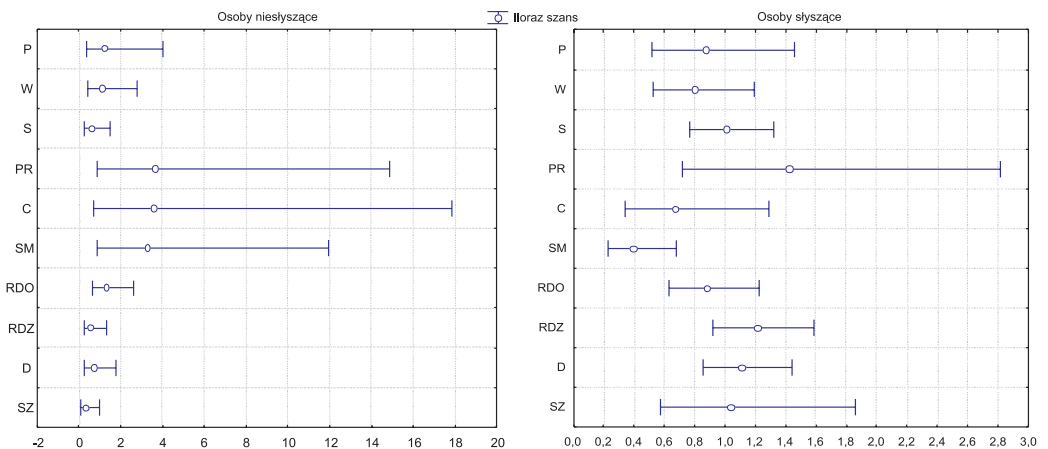 Osoby niesłyszące
Iloraz szans
Osoby słyszące
P
W
S
PR
C
SM
RDO
RDZ
D
SZ
-2 0 2 4 6 8 10 12 14 16 18 20
P
W
S
PR
C
SM
RDO
RDZ
D
SZ
0,0 0,2 0,4 0,6 0,8 1,0 1,2 1,4 1,6 1,8 2,0 2,2 2,4 2,6 2,8 3,0